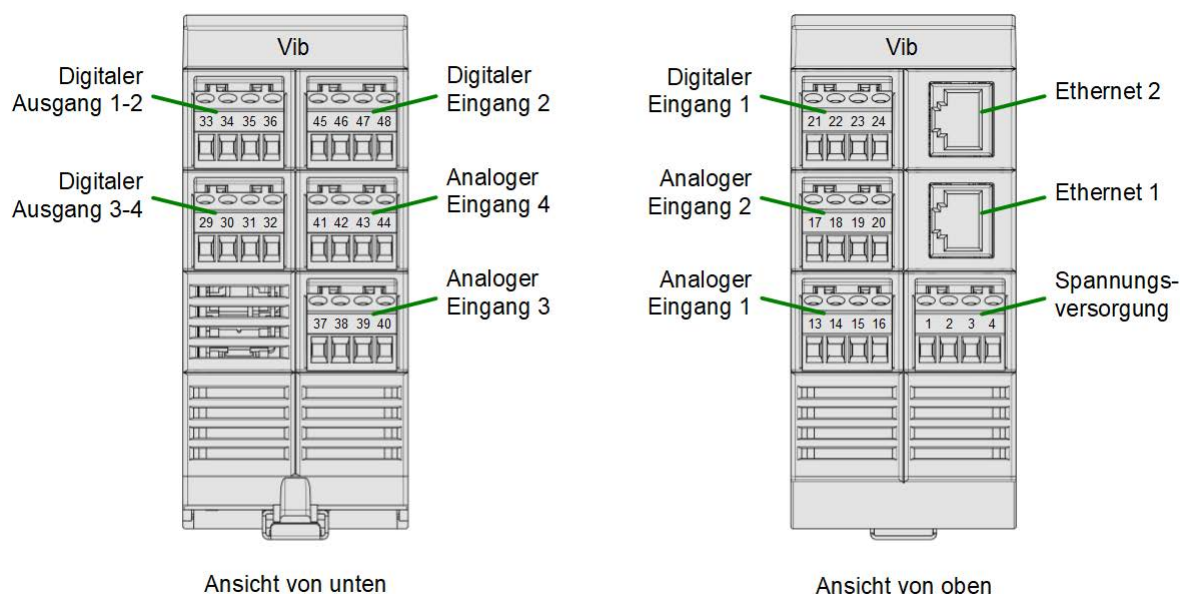 Vib
Digitaler
Ausgang 1-2
33 34 35 36
45 46 47 48
Digitaler
Eingang 2
Digitaler
Ausgang 3-4
29 30 31 32
41 42 43 44
Analoger
Eingang 4
37 38 39 40
Analoger
Eingang 3
Ansicht von unten
Vib
Digitaler
Eingang 1
21 22 23 24
Ethernet 2
Analoger
Eingang 2
17 18 19 20
Ethernet 1
Analoger
Eingang 1
13 14 15 16
1 2 3 4
Spannungs-
versorgung
Ansicht von oben